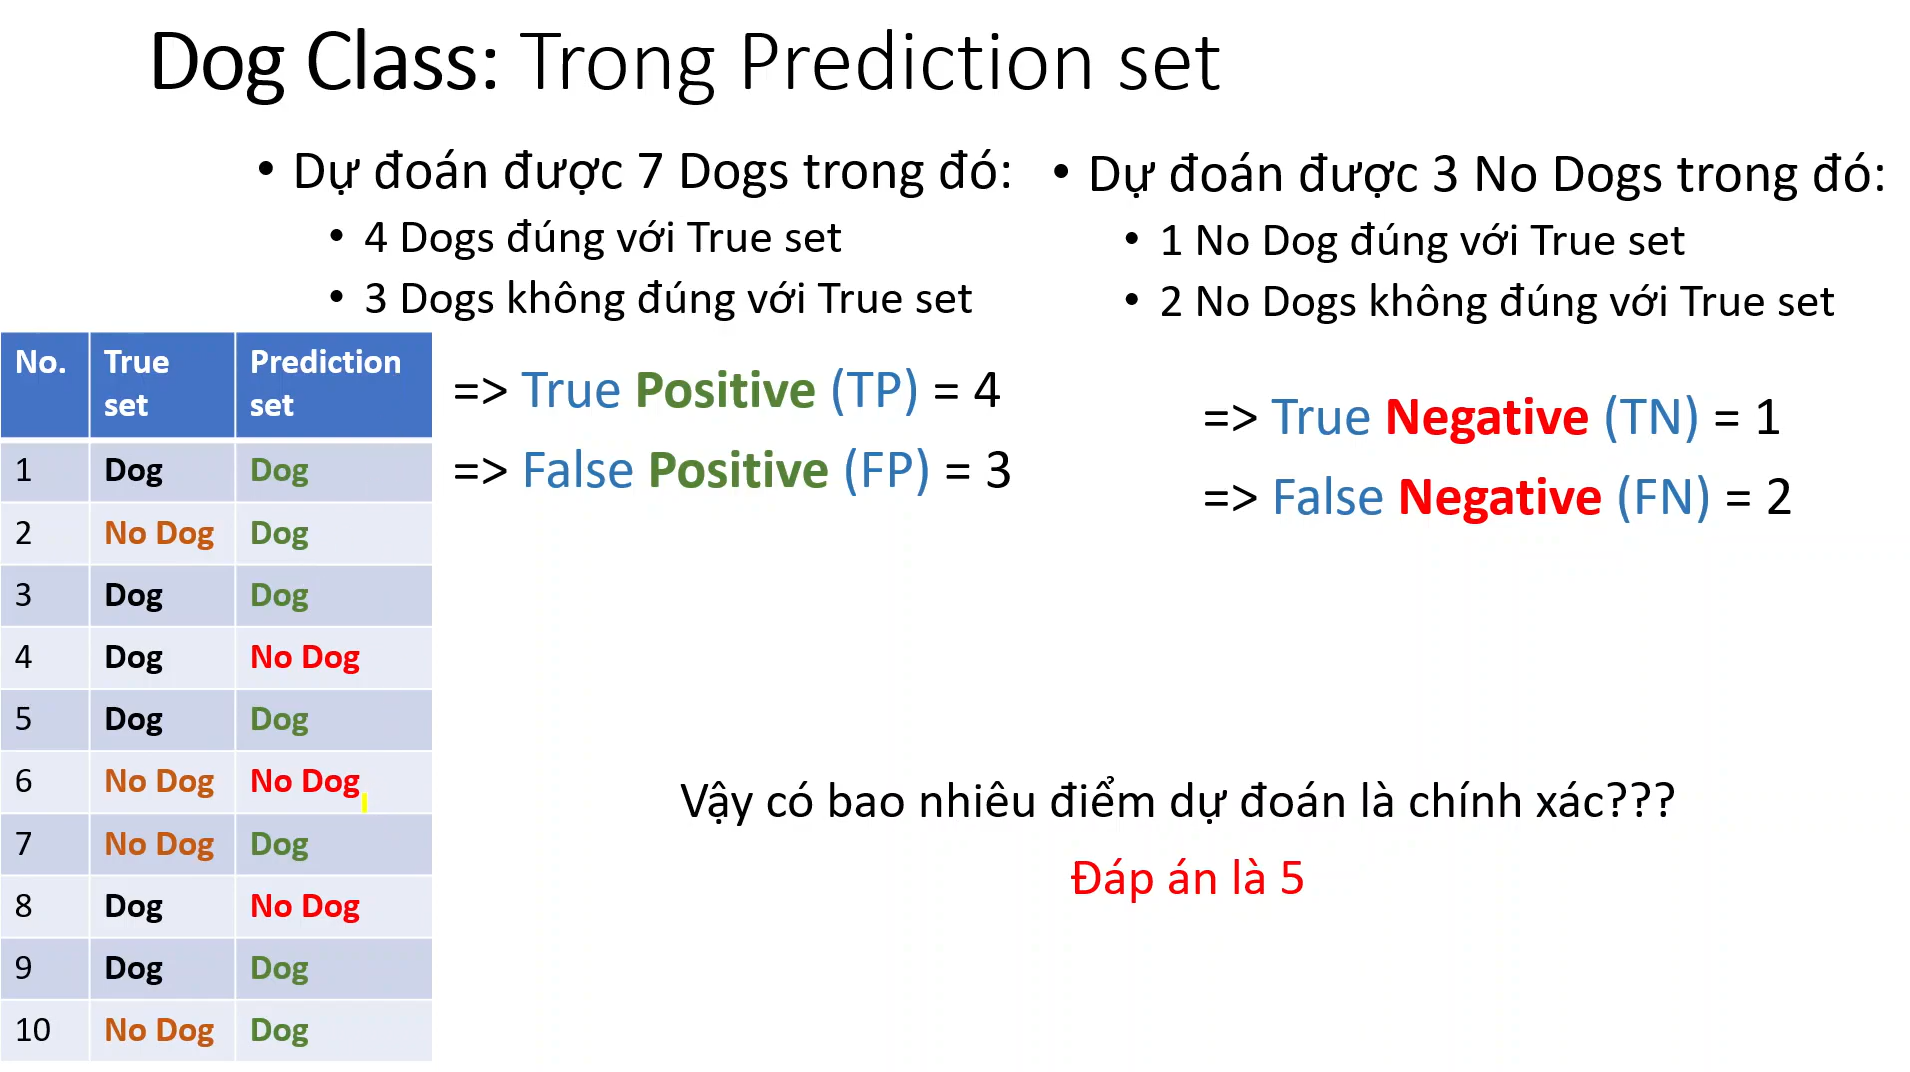 Dog Class: Trong Prediction set
• Dự đoán được 7 Dogs trong đó:
• 4 Dogs đúng với True set
• 3 Dogs không đúng với True set
=> True Positive (TP) = 4
=> False Positive (FP) = 3
• Dự đoán được 3 No Dogs trong đó:
• 1 No Dog đúng với True set
• 2 No Dogs không đúng với True set
=> True Negative (TN) = 1
=> False Negative (FN) = 2
No. True set Prediction set
1 Dog Dog
2 No Dog Dog
3 Dog Dog
4 Dog No Dog
5 Dog Dog
6 No Dog No Dog
7 No Dog Dog
8 Dog No Dog
9 Dog Dog
10 No Dog Dog
Vậy có bao nhiêu điểm dự đoán là chính xác???
Đáp án là 5